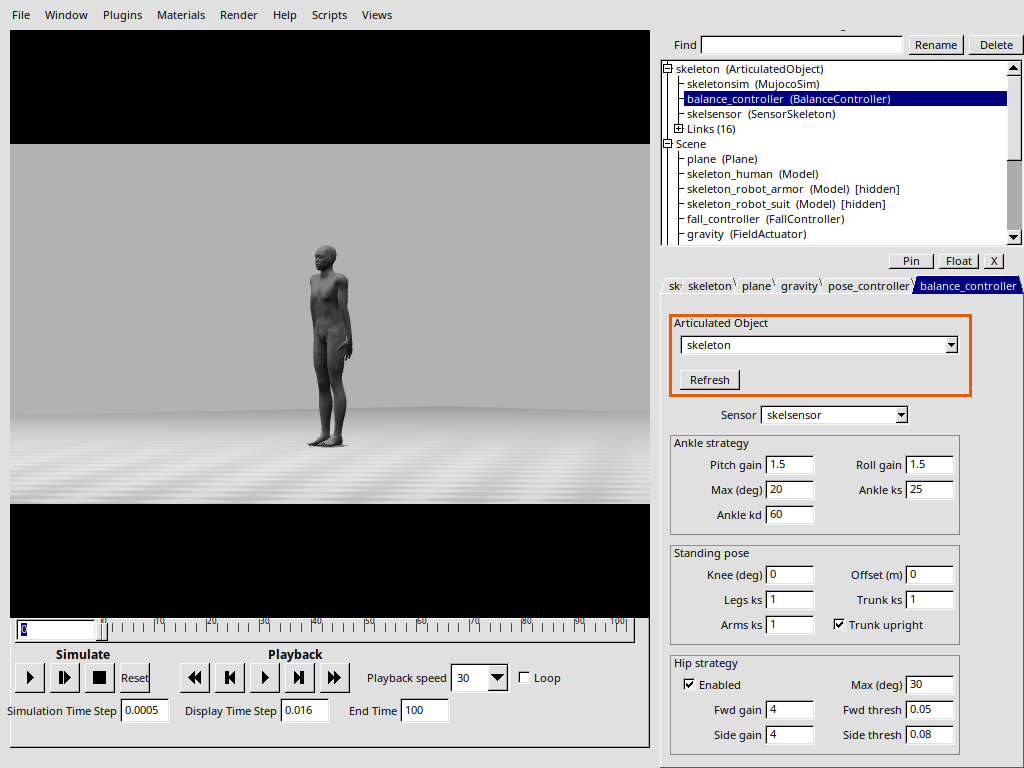 File Window Plugins Materials Render Help Scripts Views
Find Rename Delete
skeleton (ArticulatedObject)
skeletonsim (MujocoSim)
balance_controller (BalanceController)
skelsensor (SensorSkeleton)
Links (16)
Scene
plane (Plane)
skeleton_human (Model)
skeleton_robot_armor (Model) [hidden]
skeleton_robot_suit (Model) [hidden]
fall_controller (FallController)
gravity (FieldActuator)
Pin Float X
sk skeleton plane gravity pose_controller balance_controller
Articulated Object
skeleton
Refresh
Sensor skelsensor
Ankle strategy
Pitch gain 1.5 Roll gain 1.5
Max (deg) 20 Ankle ks 25
Ankle kd 60
Standing pose
Knee (deg) 0 Offset (m) 0
Legs ks 1 Trunk ks 1
Arms ks 1 Trunk upright
Hip strategy
Enabled Max (deg) 30
Fwd gain 4 Fwd thresh 0.05
Side gain 4 Side thresh 0.08
0 0 10 20 30 40 50 60 70 80 90 100
Simulate Playback
Reset Playback speed 30 Loop
Simulation Time Step 0.0005 Display Time Step 0.016 End Time 100